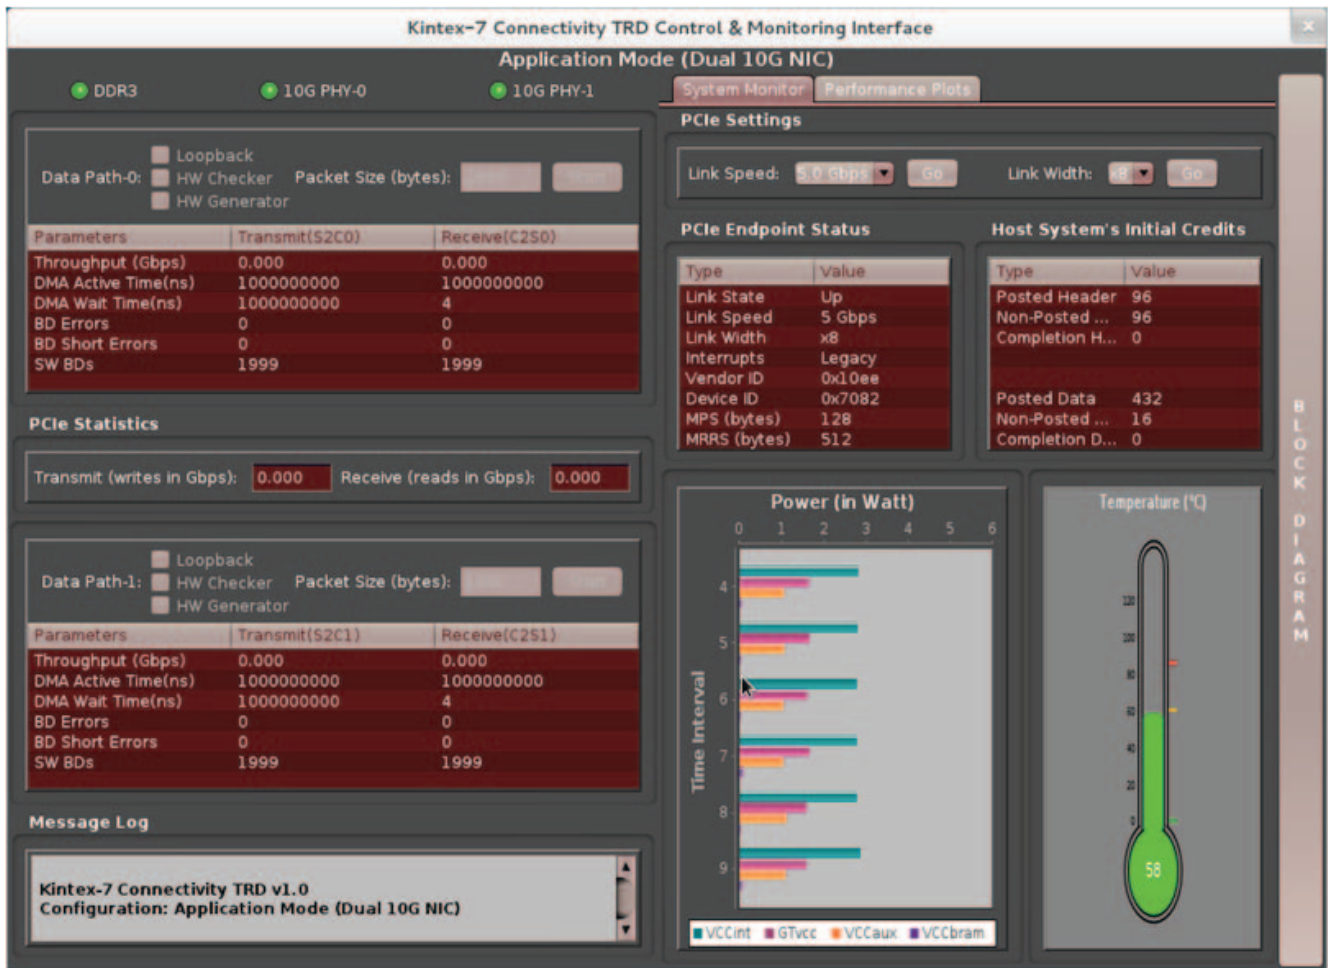 Kintex-7 Connectivity TRD Control & Monitoring Interface
Application Mode (Dual 10G NIC)
DDR3 10G PHY-0 10G PHY-1
Data Path-0:
Loopback
HW Checker
HW Generator
Packet Size (bytes):
Parameters Transmit(S2C0) Receive(C2S0)
Throughput (Gbps) 0.000 0.000
DMA Active Time(ns) 1000000000 1000000000
DMA Wait Time(ns) 1000000000 4
BD Errors 0 0
BD Short Errors 0 0
SW BDs 1999 1999
PCIe Statistics
Transmit (writes in Gbps): 0.000 Receive (reads in Gbps): 0.000
Data Path-1:
Loopback
HW Checker
HW Generator
Packet Size (bytes):
Parameters Transmit(S2C1) Receive(C2S1)
Throughput (Gbps) 0.000 0.000
DMA Active Time(ns) 1000000000 1000000000
DMA Wait Time(ns) 1000000000 4
BD Errors 0 0
BD Short Errors 0 0
SW BDs 1999 1999
Message Log
Kintex-7 Connectivity TRD v1.0
Configuration: Application Mode (Dual 10G NIC)
System Monitor Performance Plots
PCIe Settings
Link Speed: 5.0 Gbps Go Link Width: x8 Go
PCIe Endpoint Status
Type Value
Link State Up
Link Speed 5 Gbps
Link Width x8
Interrupts Legacy
Vendor ID 0x10ee
Device ID 0x7082
MPS (bytes) 128
MRRS (bytes) 512
Host System's Initial Credits
Type Value
Posted Header 96
Non-Posted ... 96
Completion H... 0
Posted Data 432
Non-Posted ... 16
Completion D... 0
Power (in Watt)
0 1 2 3 4 5 6
Time Interval
4
5
6
7
8
9
VCCint GTvcc VCCaux VCCbram
Temperature (°C)
120
100
80
60
40
20
0
58
BLOCK DIAGRAM